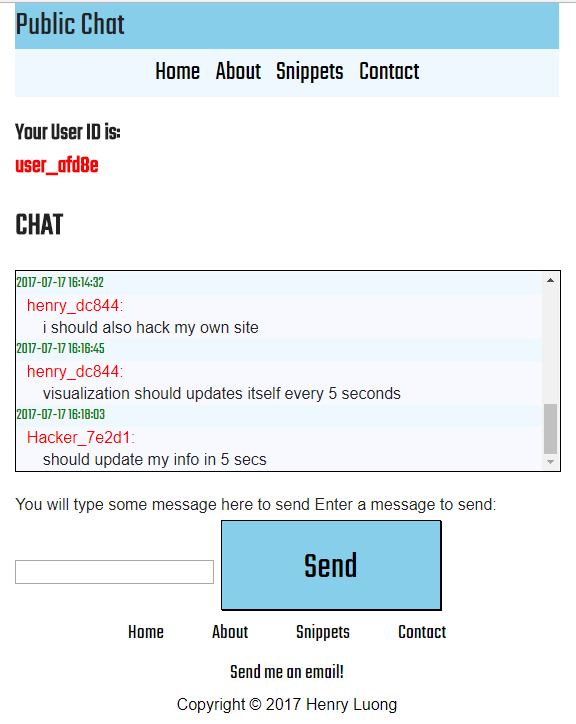 Public Chat
Home About Snippets Contact
Your User ID is:
user_afd8e
CHAT
2017-07-17 16:14:32
henry_dc844:
i should also hack my own site
2017-07-17 16:16:45
henry_dc844:
visualization should updates itself every 5 seconds
2017-07-17 16:18:03
Hacker_7e2d1:
should update my info in 5 secs
You will type some message here to send Enter a message to send:
Send
Home About Snippets Contact
Send me an email!
Copyright © 2017 Henry Luong